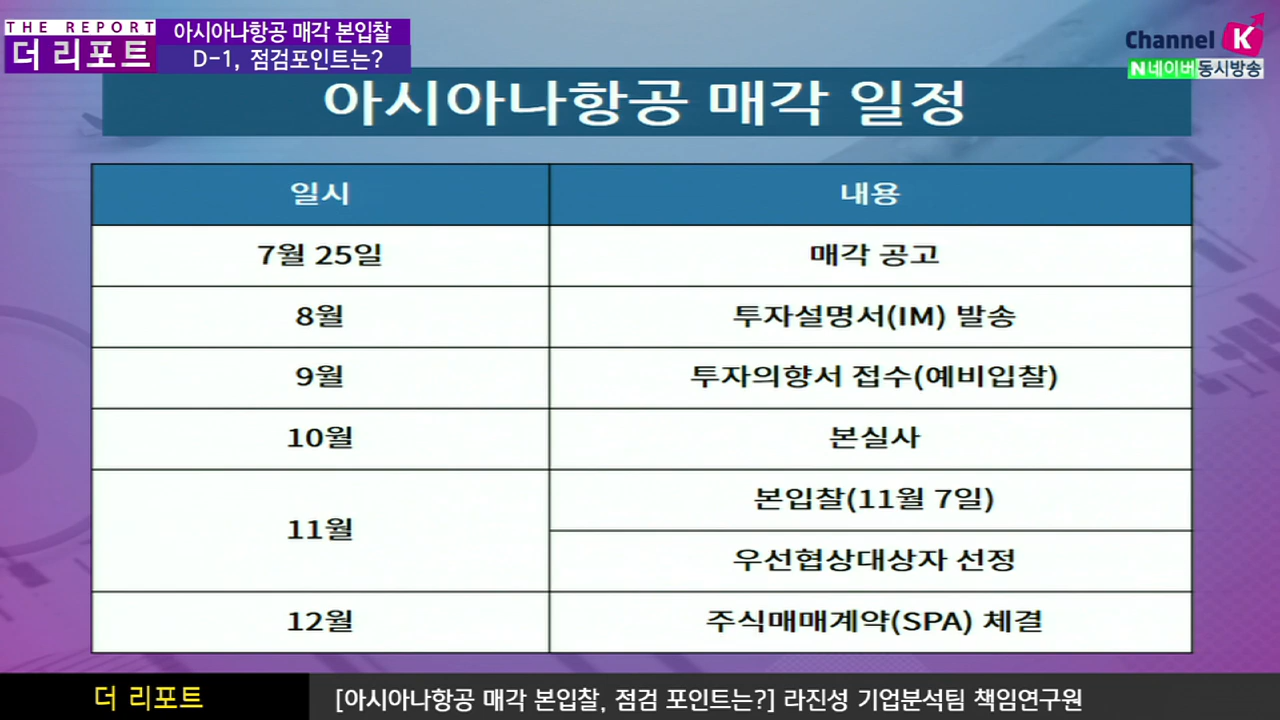 THE REPORT
더 리포트
아시아나항공 매각 본입찰
D-1, 점검포인트는?
Channel K
N네이버 동시방송
아시아나항공 매각 일정
일시 내용
7월 25일 매각 공고
8월 투자설명서(IM) 발송
9월 투자의향서 접수(예비입찰)
10월 본실사
11월 본입찰(11월 7일)
우선협상대상자 선정
12월 주식매매계약(SPA) 체결
더 리포트 [아시아나항공 매각 본입찰, 점검 포인트는?] 라진성 기업분석팀 책임연구원